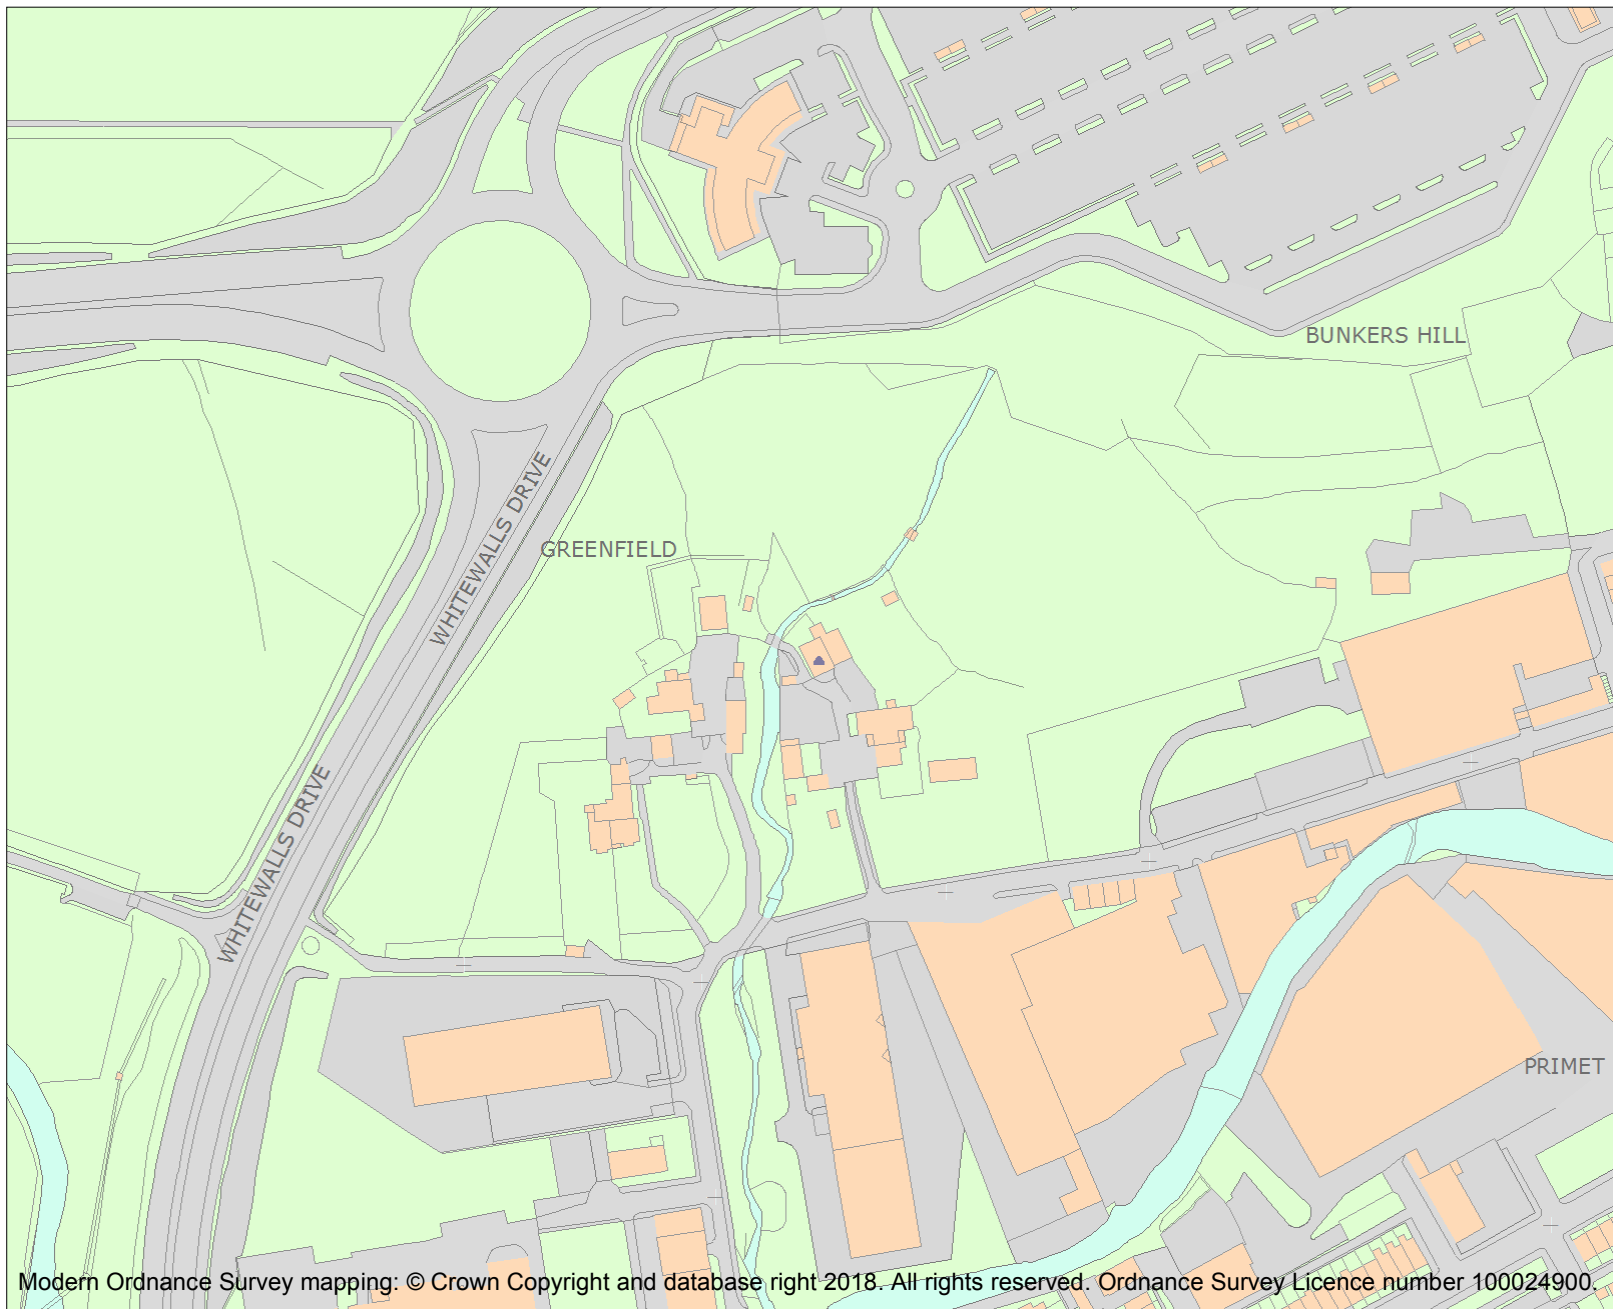 BUNKERS HILL
WHITEWALLS DRIVE
GREENFIELD
WHITEWALLS DRIVE
PRIMET
Modern Ordnance Survey mapping: © Crown Copyright and database right 2018. All rights reserved. Ordnance Survey Licence number 100024900.